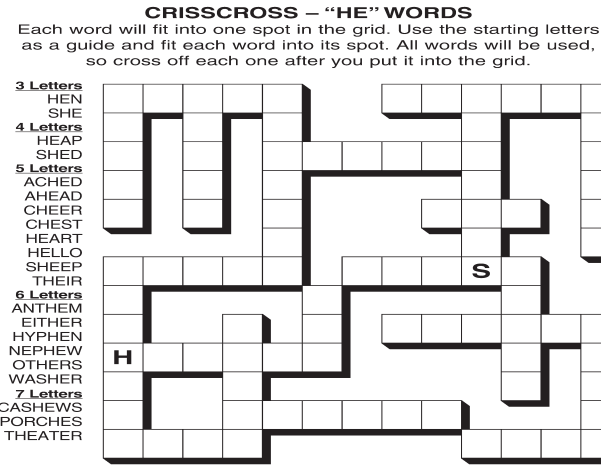 CRISSCROSS – “HE” WORDS
Each word will fit into one spot in the grid. Use the starting letters
as a guide and fit each word into its spot. All words will be used,
so cross off each one after you put it into the grid.
3 Letters
HEN
SHE
4 Letters
HEAP
SHED
5 Letters
ACHED
AHEAD
CHEER
CHEST
HEART
HELLO
SHEEP
THEIR
6 Letters
ANTHEM
EITHER
HYPHEN
NEPHEW
OTHERS
WASHER
7 Letters
CASHEWS
PORCHES
THEATER
S
H